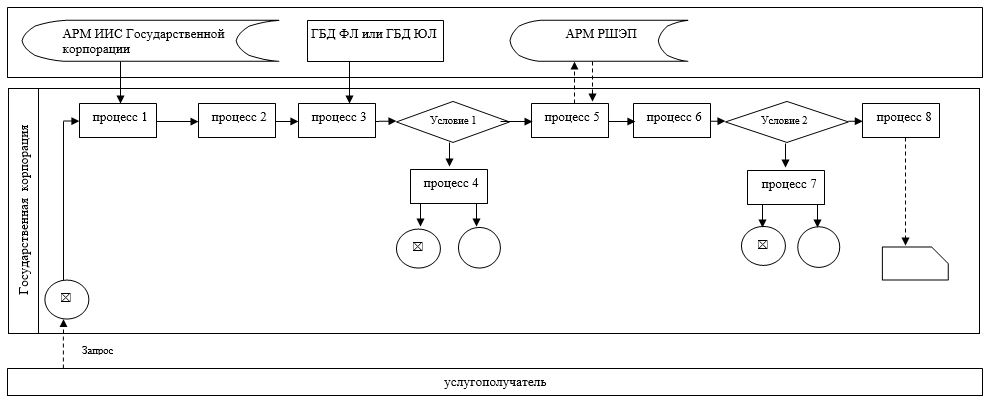 АРМ ИИС Государственной
корпорации
ГБД ФЛ или ГБД ЮЛ
АРМ РШЭП
процесс 1
процесс 2
процесс 3
Условие 1
процесс 5
процесс 6
Условие 2
процесс 8
процесс 4
процесс 7
Государственная корпорация
Запрос
услугополучатель